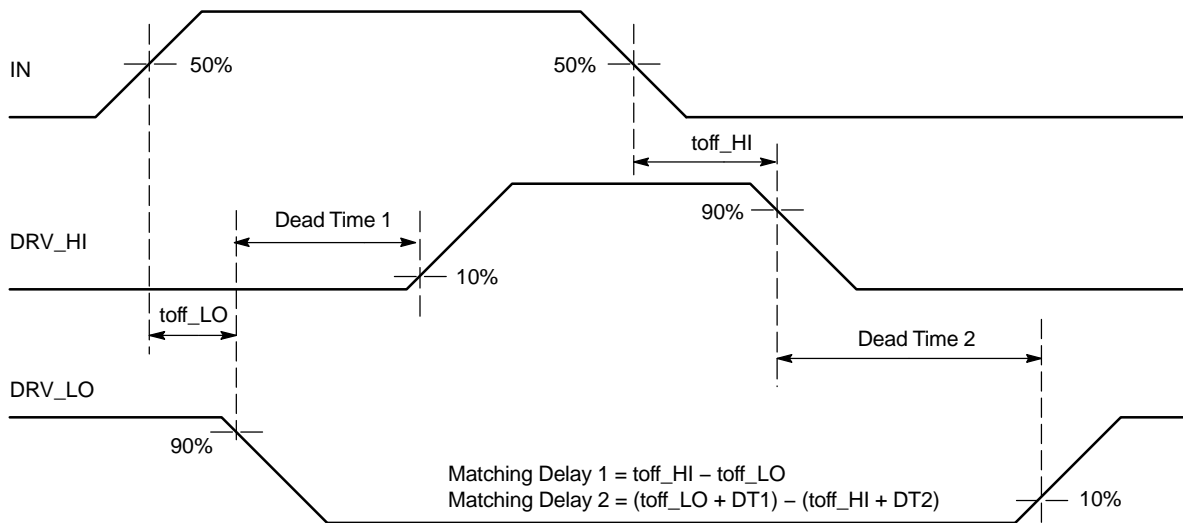 IN
50%
50%
toff_HI
DRV_HI
Dead Time 1
90%
10%
toff_LO
Dead Time 2
DRV_LO
90%
Matching Delay 1 = toff_HI − toff_LO
Matching Delay 2 = (toff_LO + DT1) − (toff_HI + DT2)
10%